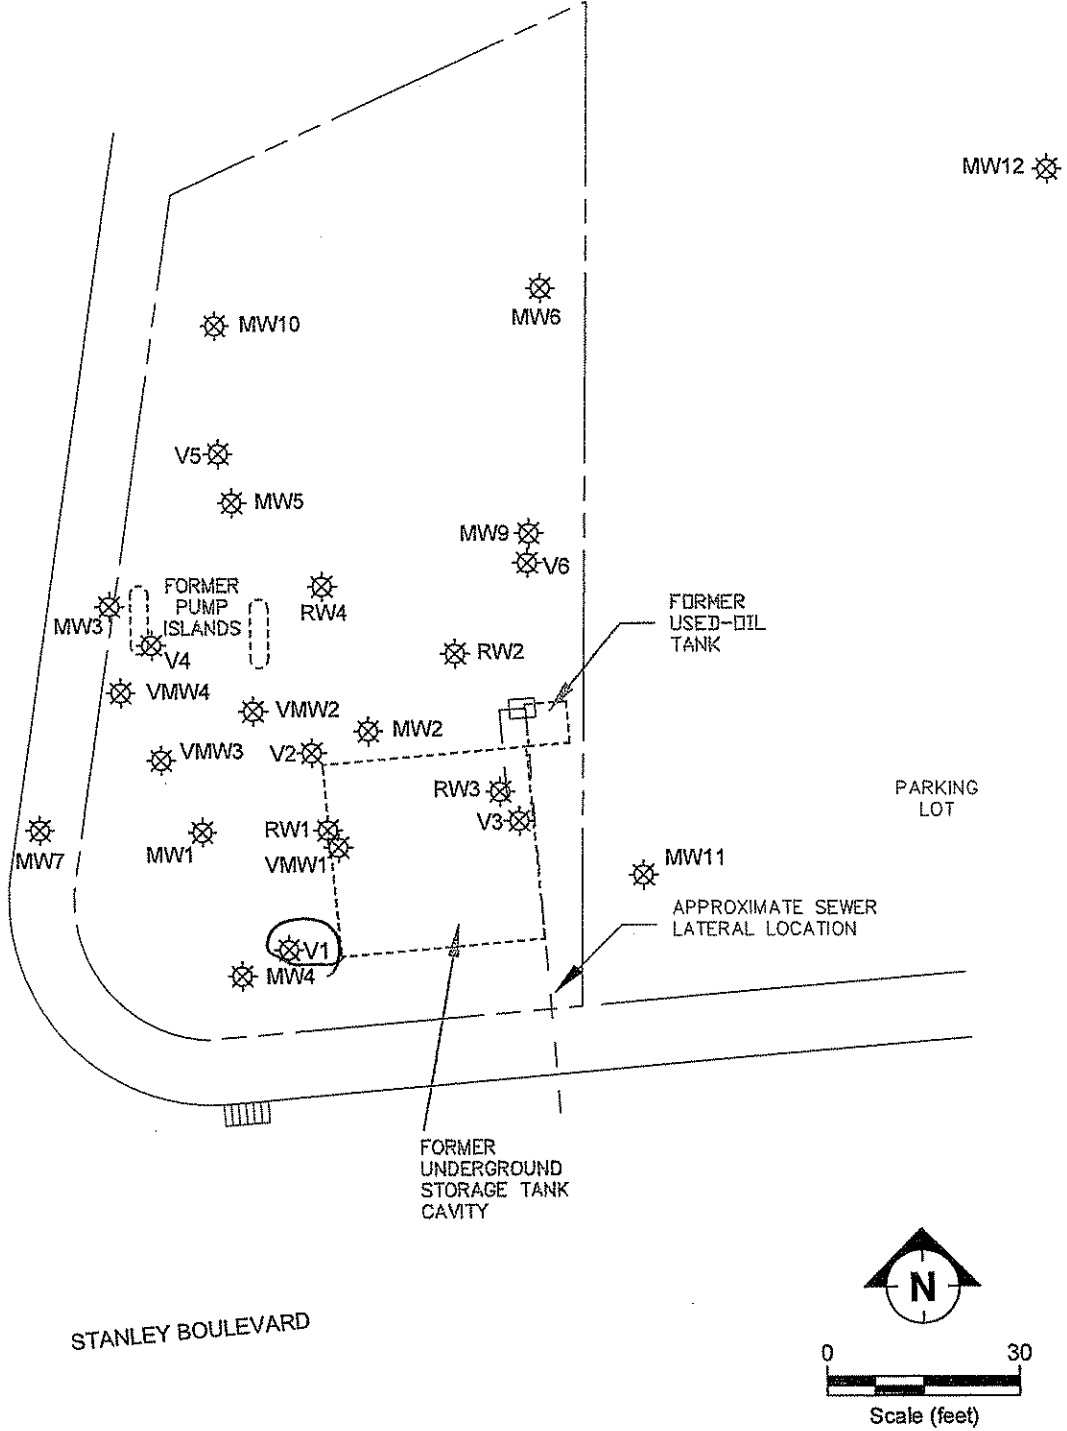 MW12
MW6
MW10
V5
MW5
MW9
V6
FORMER
PUMP
ISLANDS
RW4
MW3
FORMER
USED-OIL
TANK
V4
RW2
VMW4
VMW2
MW2
VMW3
V2
RW3
PARKING
LOT
V3
RW1
MW7
MW1
VMW1
MW11
APPROXIMATE SEWER
LATERAL LOCATION
V1
MW4
FORMER
UNDERGROUND
STORAGE TANK
CAVITY
N
STANLEY BOULEVARD
0 30
Scale (feet)